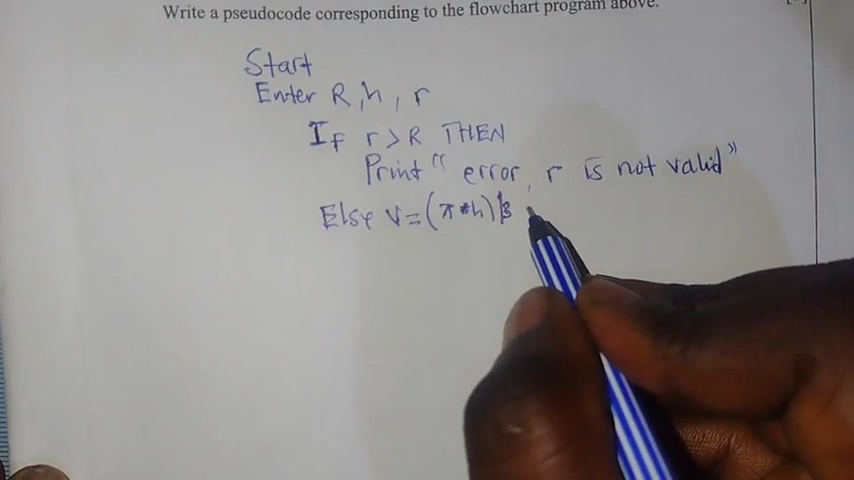 Write a pseudocode corresponding to the flowchart program above.
Start
Enter R, h, r
If r > R THEN
Print " error, r is not valid"
Else V = (π * h)/3